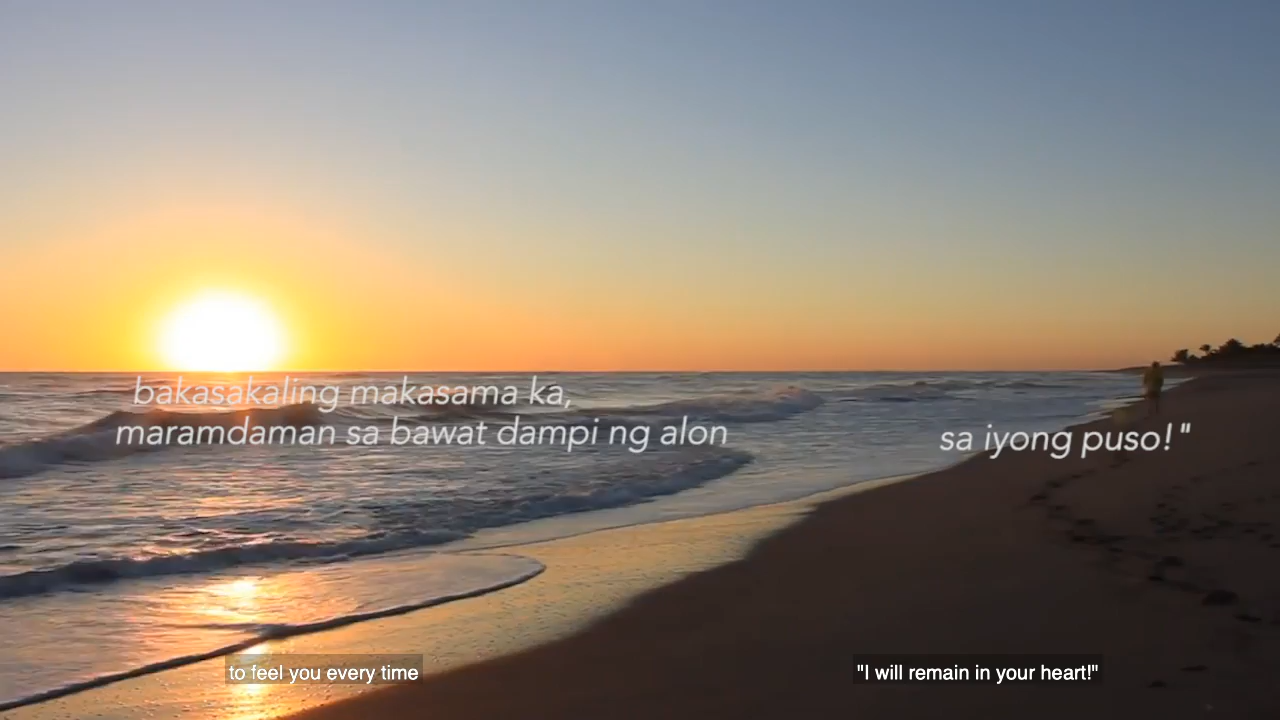 bakasakaling makasama ka,
maramdaman sa bawat dampi ng alon
sa iyong puso!"
to feel you every time
"I will remain in your heart!"